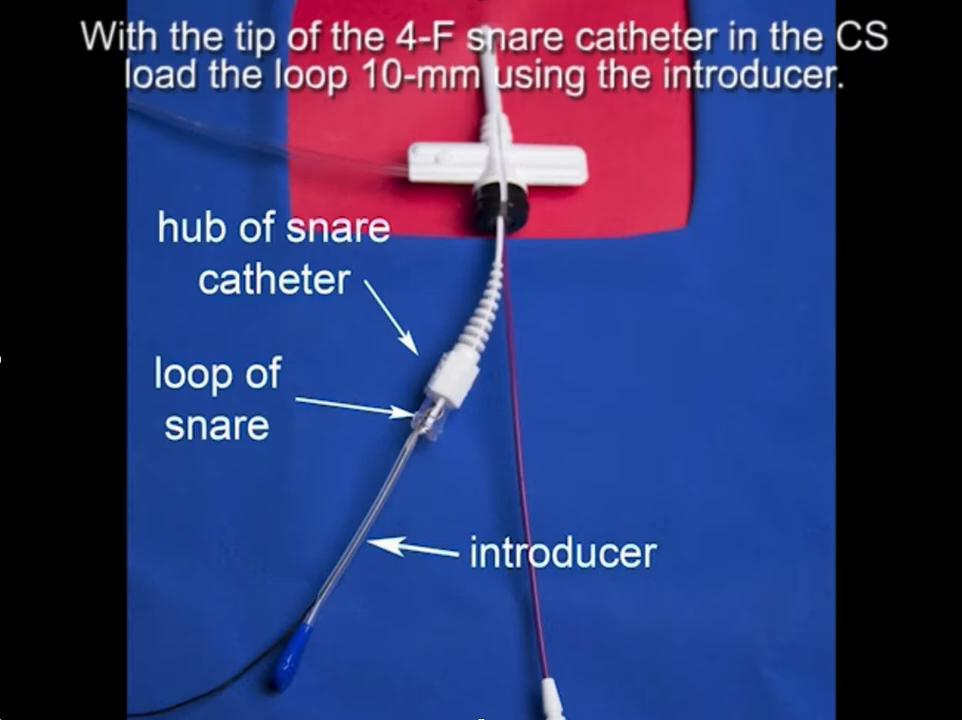 With the tip of the 4-F snare catheter in the CS
load the loop 10-mm using the introducer.
hub of snare
catheter
loop of
snare
introducer